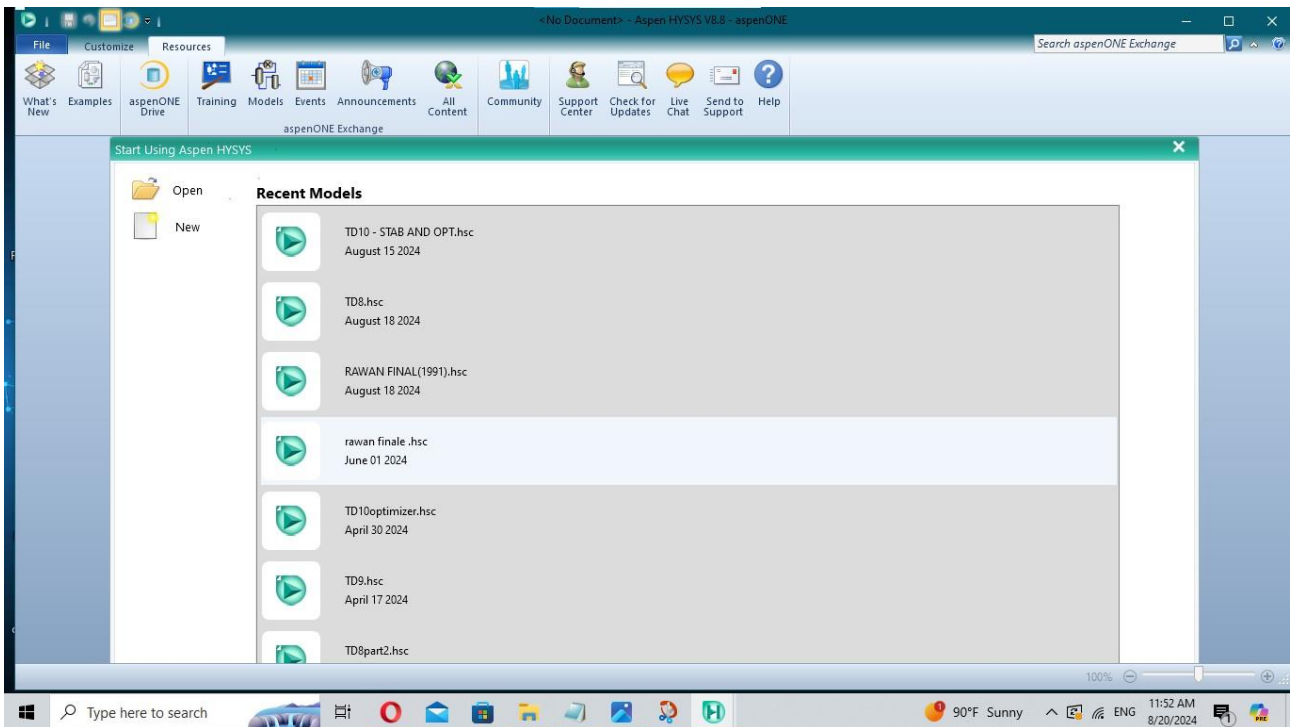 <No Document> - Aspen HYSYS V8.8 - aspenONE
File Customize Resources
Search aspenONE Exchange
What's New
Examples
aspenONE Drive
Training
Models
Events
Announcements
All Content
Community
Support Center
Check for Updates
Live Chat
Send to Support
Help
aspenONE Exchange
Start Using Aspen HYSYS
Open
New
Recent Models
TD10 - STAB AND OPT.hsc
August 15 2024
TD8.hsc
August 18 2024
RAWAN FINAL(1991).hsc
August 18 2024
rawan finale .hsc
June 01 2024
TD10optimizer.hsc
April 30 2024
TD9.hsc
April 17 2024
TD8part2.hsc
100%
Type here to search
90°F Sunny
ENG
11:52 AM
8/20/2024
1
PRE